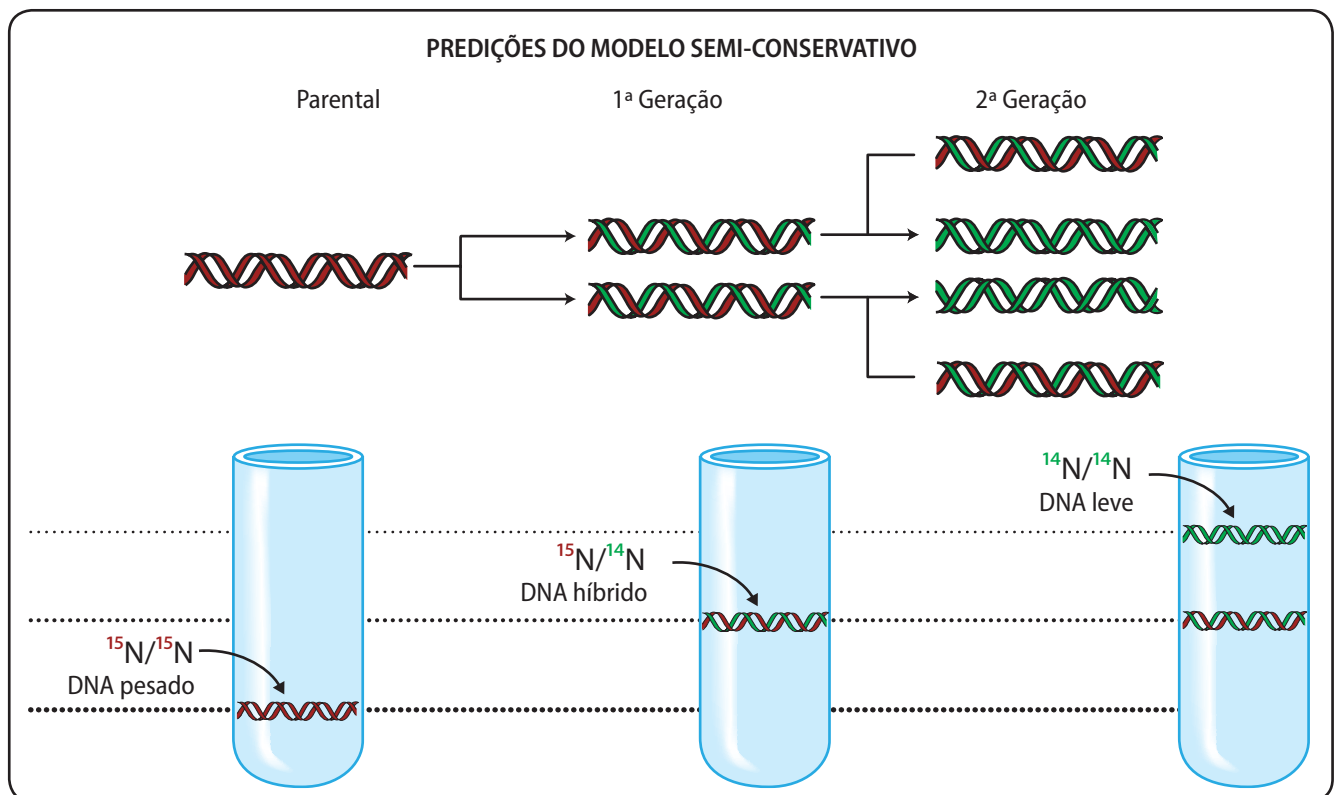 PREDIÇÕES DO MODELO SEMI-CONSERVATIVO
Parental
1ª Geração
2ª Geração
¹⁵N/¹⁵N
DNA pesado
¹⁵N/¹⁴N
DNA híbrido
¹⁴N/¹⁴N
DNA leve